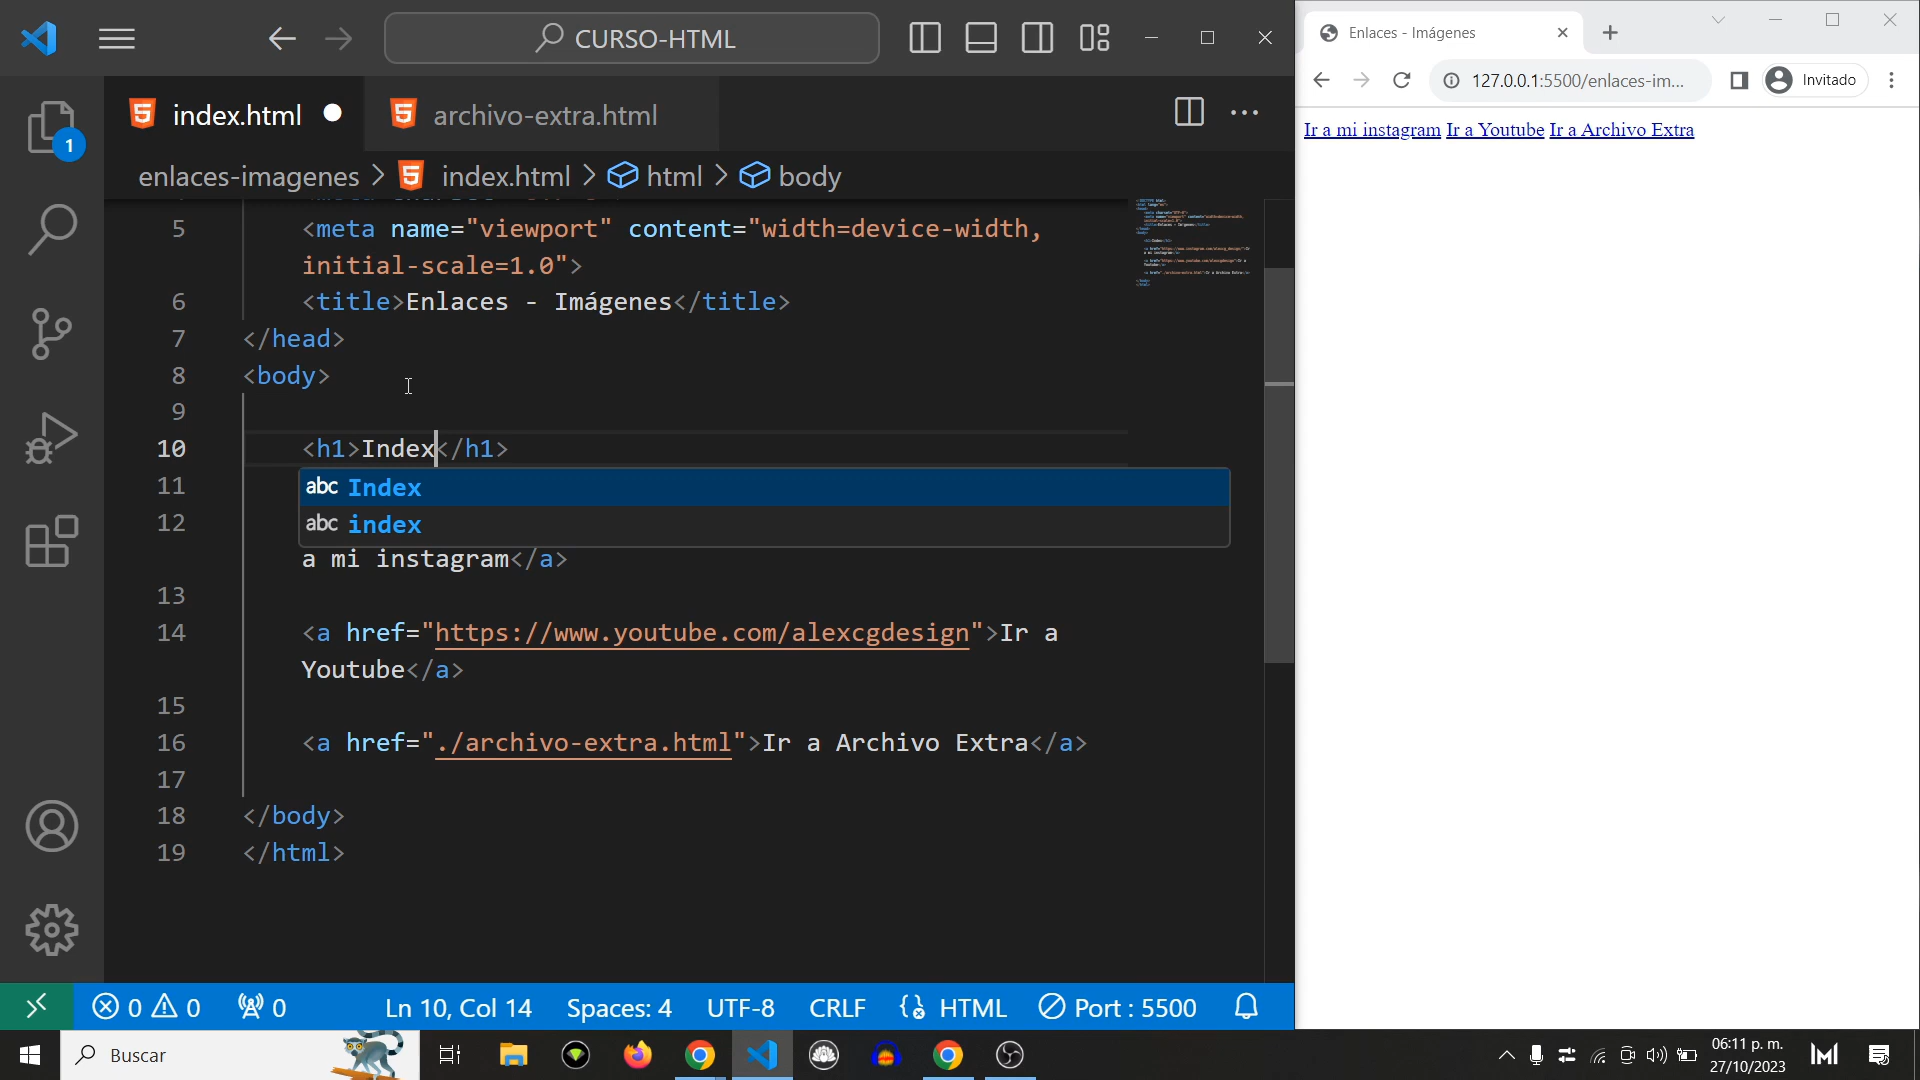 CURSO-HTML
index.html
archivo-extra.html
enlaces-imagenes > index.html > html > body
5 <meta name="viewport" content="width=device-width,
initial-scale=1.0">
6 <title>Enlaces - Imágenes</title>
7 </head>
8 <body>
9
10 <h1>Index</h1>
11
12
abc Index
abc index
a mi instagram</a>
13
14 <a href="https://www.youtube.com/alexcgdesign">Ir a
Youtube</a>
15
16 <a href="./archivo-extra.html">Ir a Archivo Extra</a>
17
18 </body>
19 </html>
1
0 0 0 Ln 10, Col 14 Spaces: 4 UTF-8 CRLF HTML Port : 5500
Enlaces - Imágenes
127.0.0.1:5500/enlaces-im...
Invitado
Ir a mi instagram Ir a Youtube Ir a Archivo Extra
Buscar
06:11 p. m.
27/10/2023